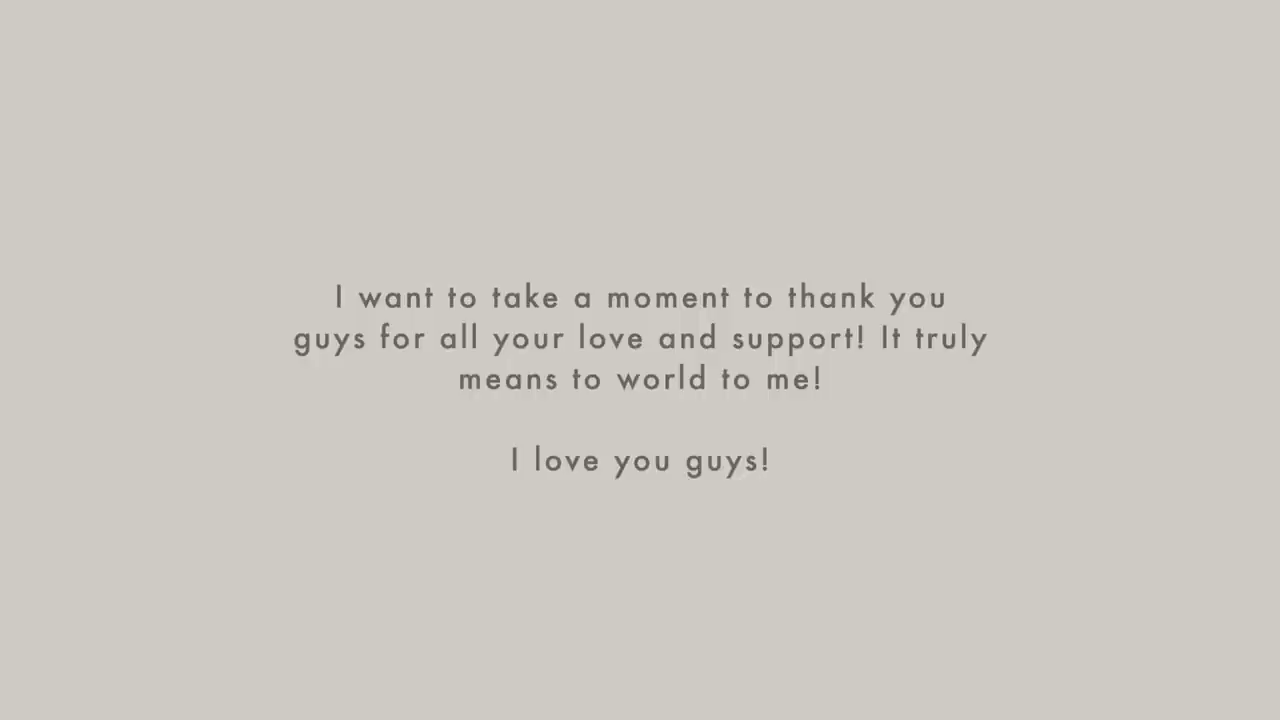 I want to take a moment to thank you
guys for all your love and support! It truly
means to world to me!
I love you guys!